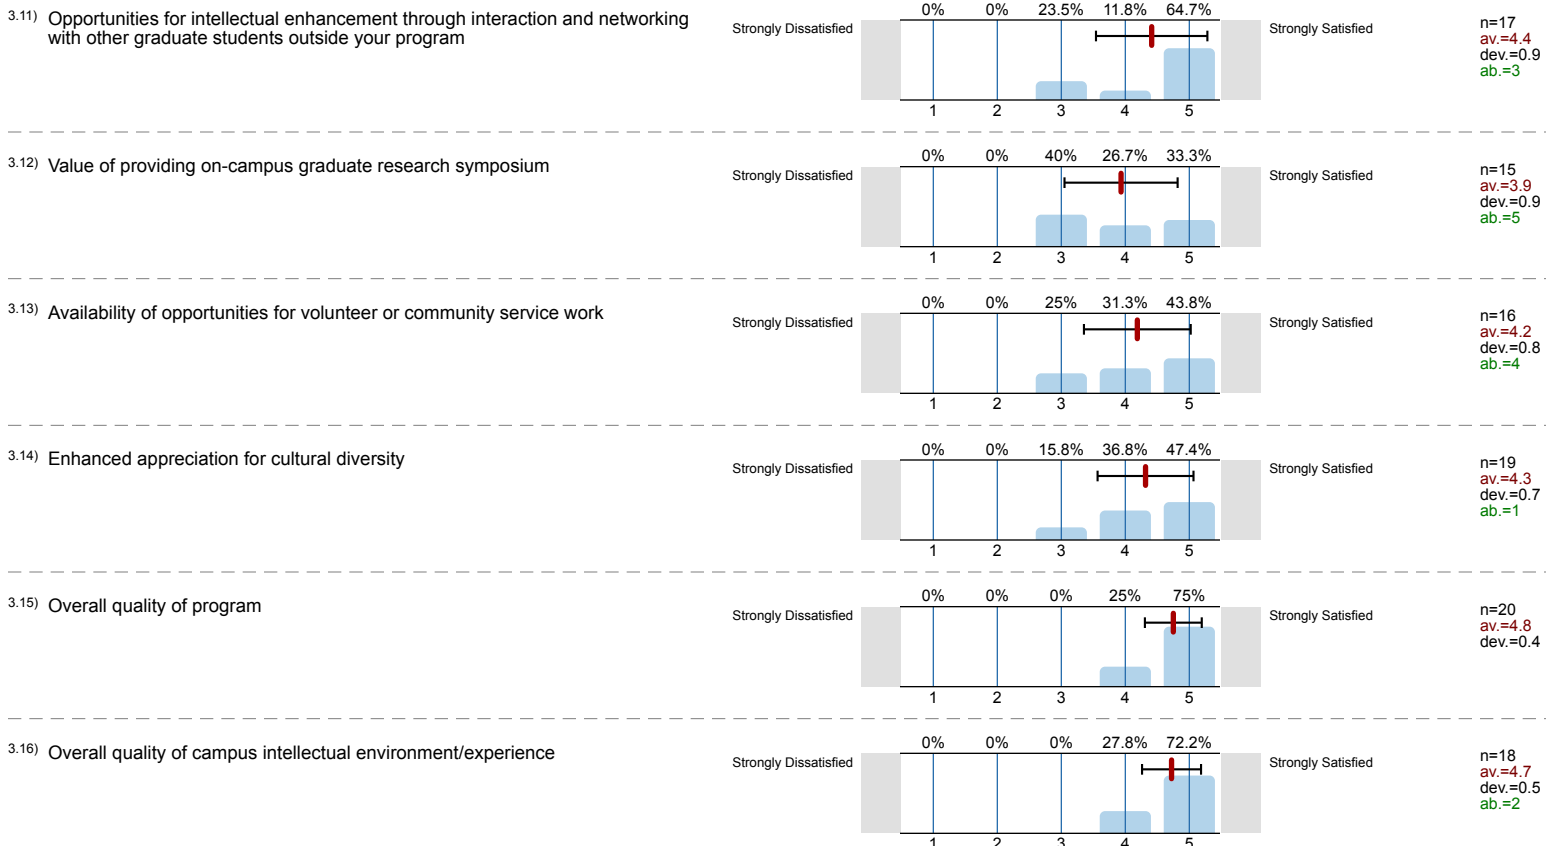 3.11) Opportunities for intellectual enhancement through interaction and networking
with other graduate students outside your program
0% 0% 23.5% 11.8% 64.7%
Strongly Dissatisfied Strongly Satisfied
1 2 3 4 5
n=17
av.=4.4
dev.=0.9
ab.=3
3.12) Value of providing on-campus graduate research symposium
0% 0% 40% 26.7% 33.3%
Strongly Dissatisfied Strongly Satisfied
1 2 3 4 5
n=15
av.=3.9
dev.=0.9
ab.=5
3.13) Availability of opportunities for volunteer or community service work
0% 0% 25% 31.3% 43.8%
Strongly Dissatisfied Strongly Satisfied
1 2 3 4 5
n=16
av.=4.2
dev.=0.8
ab.=4
3.14) Enhanced appreciation for cultural diversity
0% 0% 15.8% 36.8% 47.4%
Strongly Dissatisfied Strongly Satisfied
1 2 3 4 5
n=19
av.=4.3
dev.=0.7
ab.=1
3.15) Overall quality of program
0% 0% 0% 25% 75%
Strongly Dissatisfied Strongly Satisfied
1 2 3 4 5
n=20
av.=4.8
dev.=0.4
3.16) Overall quality of campus intellectual environment/experience
0% 0% 0% 27.8% 72.2%
Strongly Dissatisfied Strongly Satisfied
1 2 3 4 5
n=18
av.=4.7
dev.=0.5
ab.=2